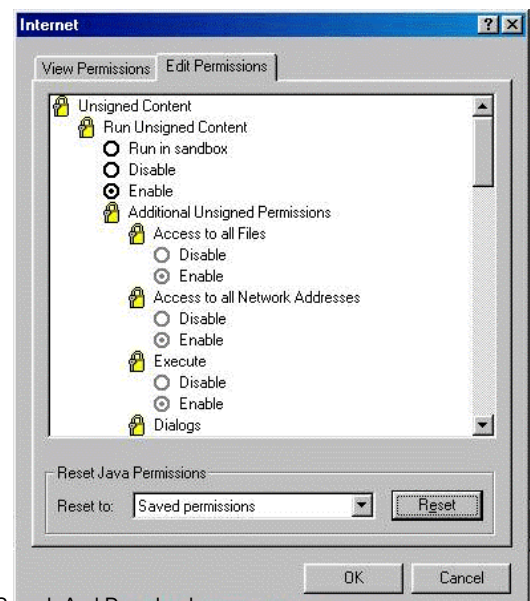 Internet
View Permissions Edit Permissions
Unsigned Content
Run Unsigned Content
Run in sandbox
Disable
Enable
Additional Unsigned Permissions
Access to all Files
Disable
Enable
Access to all Network Addresses
Disable
Enable
Execute
Disable
Enable
Dialogs
Reset Java Permissions
Reset to: Saved permissions Reset
OK Cancel